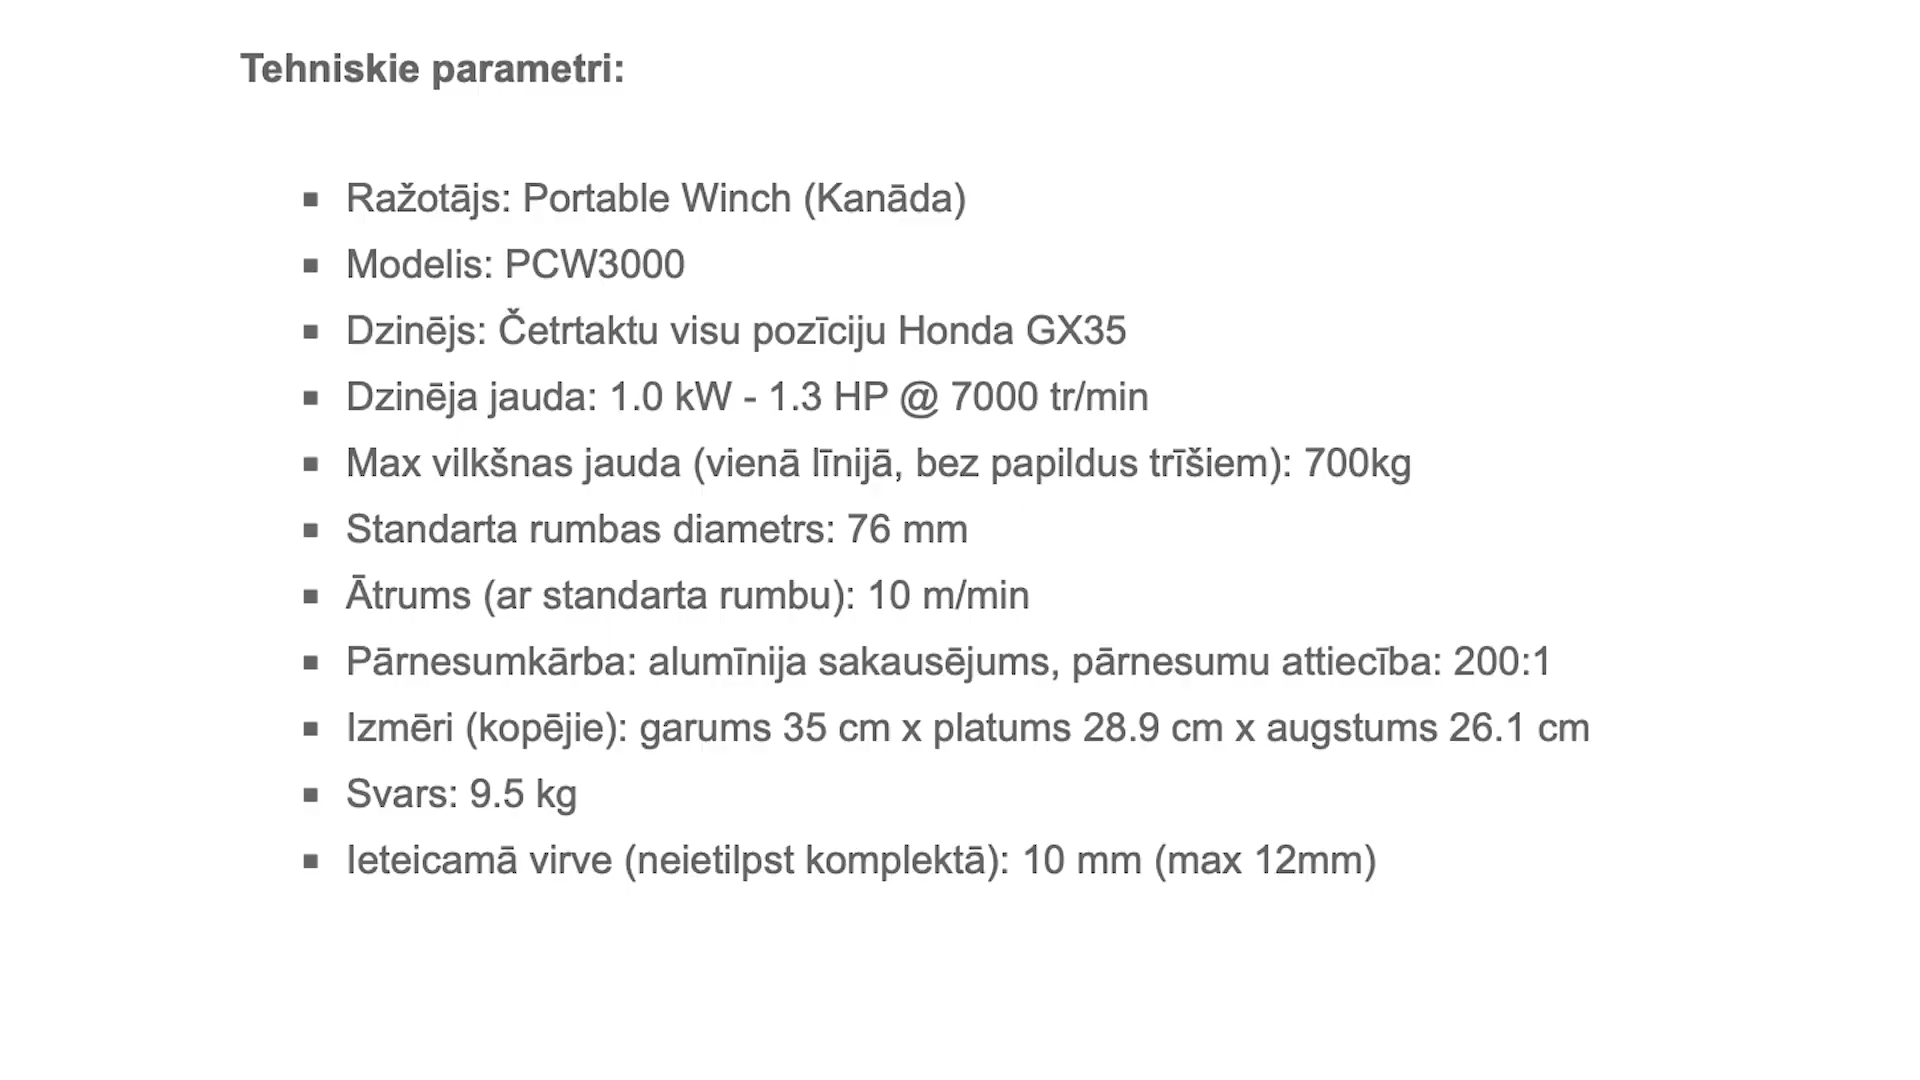 Tehniskie parametri:
▪ Ražotājs: Portable Winch (Kanāda)
▪ Modelis: PCW3000
▪ Dzinējs: Četrtaktu visu pozīciju Honda GX35
▪ Dzinēja jauda: 1.0 kW - 1.3 HP @ 7000 tr/min
▪ Max vilkšnas jauda (vienā līnijā, bez papildus trīšiem): 700kg
▪ Standarta rumbas diametrs: 76 mm
▪ Ātrums (ar standarta rumbu): 10 m/min
▪ Pārnesumkārba: alumīnija sakausējums, pārnesumu attiecība: 200:1
▪ Izmēri (kopējie): garums 35 cm x platums 28.9 cm x augstums 26.1 cm
▪ Svars: 9.5 kg
▪ Ieteicamā virve (neietilpst komplektā): 10 mm (max 12mm)